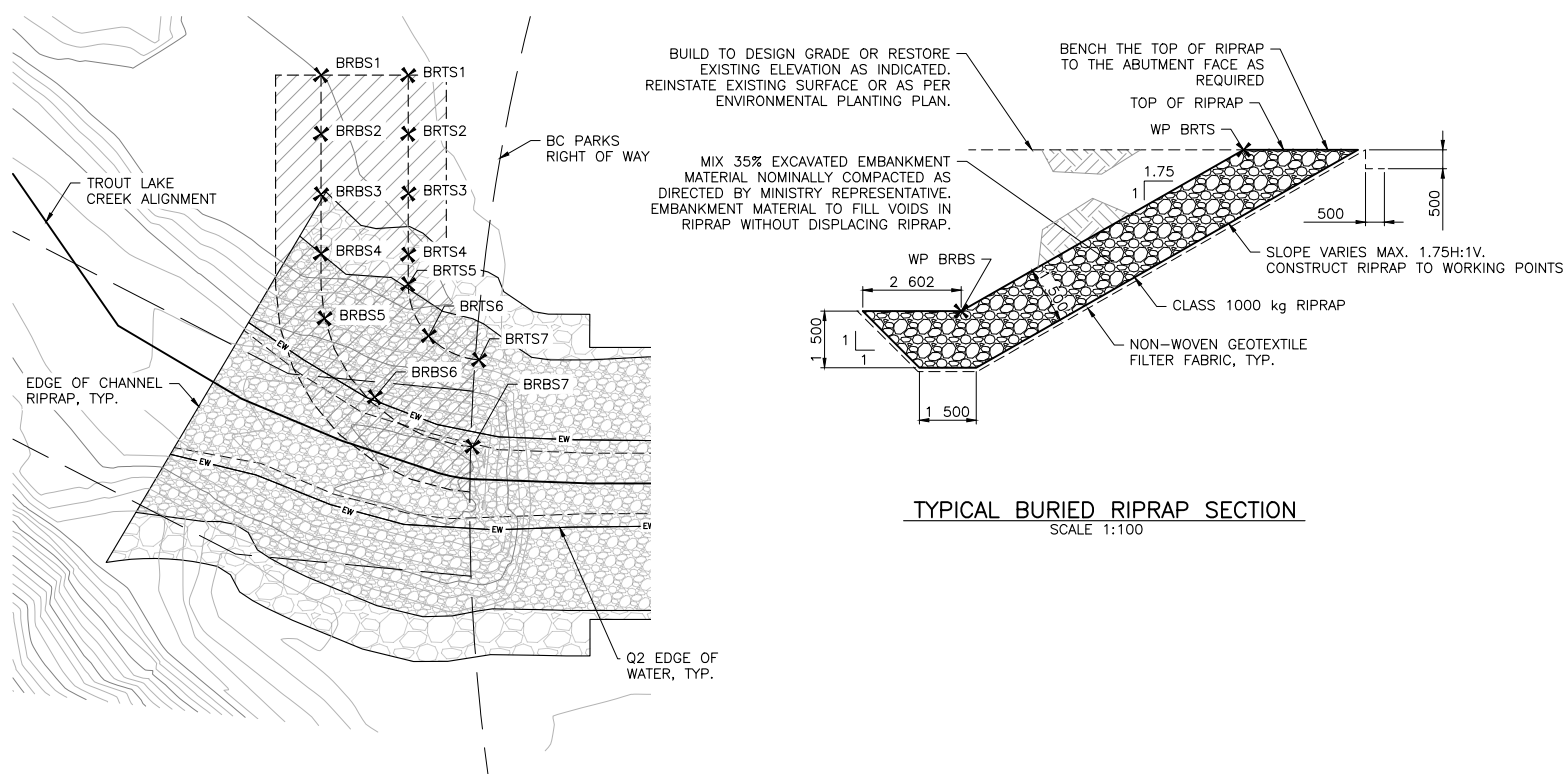 BRBS1
BRTS1
BRBS2
BRTS2
BC PARKS
RIGHT OF WAY
TROUT LAKE
CREEK ALIGNMENT
BRBS3
BRTS3
BRBS4
BRTS4
BRTS5
BRTS6
BRBS5
BRTS7
EW
BRBS6
BRBS7
EDGE OF CHANNEL
RIPRAP, TYP.
EW
EW
EW
EW
EW
EW
EW
Q2 EDGE OF
WATER, TYP.
BUILD TO DESIGN GRADE OR RESTORE
EXISTING ELEVATION AS INDICATED.
REINSTATE EXISTING SURFACE OR AS PER
ENVIRONMENTAL PLANTING PLAN.
BENCH THE TOP OF RIPRAP
TO THE ABUTMENT FACE AS
REQUIRED
TOP OF RIPRAP
WP BRTS
MIX 35% EXCAVATED EMBANKMENT
MATERIAL NOMINALLY COMPACTED AS
DIRECTED BY MINISTRY REPRESENTATIVE.
EMBANKMENT MATERIAL TO FILL VOIDS IN
RIPRAP WITHOUT DISPLACING RIPRAP.
1.75
1
500
500
WP BRBS
SLOPE VARIES MAX. 1.75H:1V.
CONSTRUCT RIPRAP TO WORKING POINTS
2 602
CLASS 1000 kg RIPRAP
1 500
1
1
NON-WOVEN GEOTEXTILE
FILTER FABRIC, TYP.
1 500
TYPICAL BURIED RIPRAP SECTION
SCALE 1:100